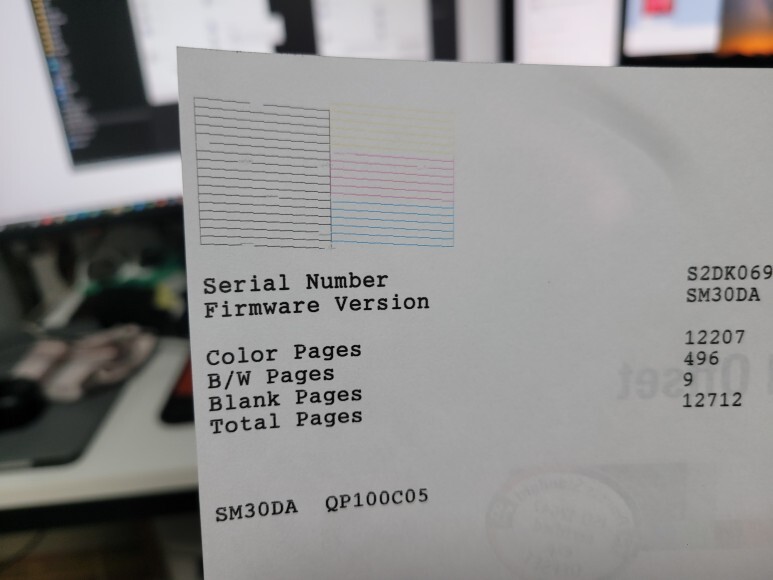 Serial Number S2DK069
Firmware Version SM30DA
Color Pages 12207
B/W Pages 496
Blank Pages 9
Total Pages 12712
SM30DA QP100C05